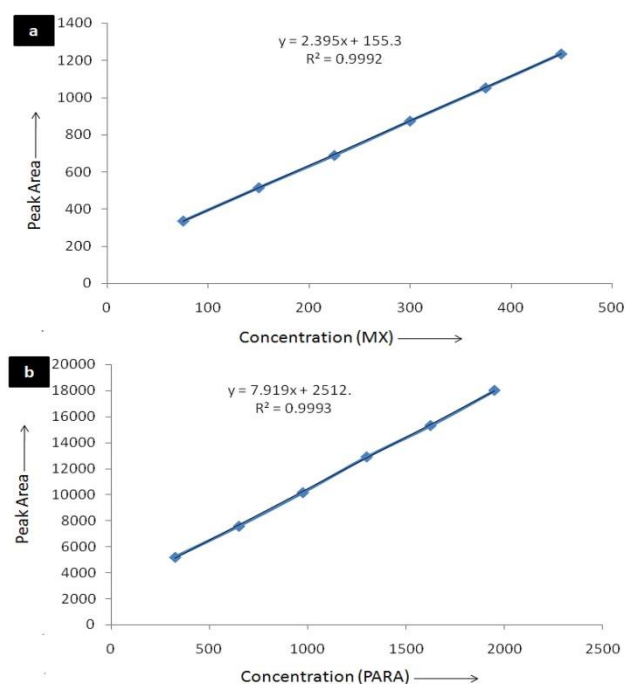 a
1400
1200
1000
800
600
400
200
0
y = 2.395x + 155.3
R² = 0.9992
Peak Area
0 100 200 300 400 500
Concentration (MX)
b
20000
18000
16000
14000
12000
10000
8000
6000
4000
2000
0
y = 7.919x + 2512.
R² = 0.9993
Peak Area
0 500 1000 1500 2000 2500
Concentration (PARA)